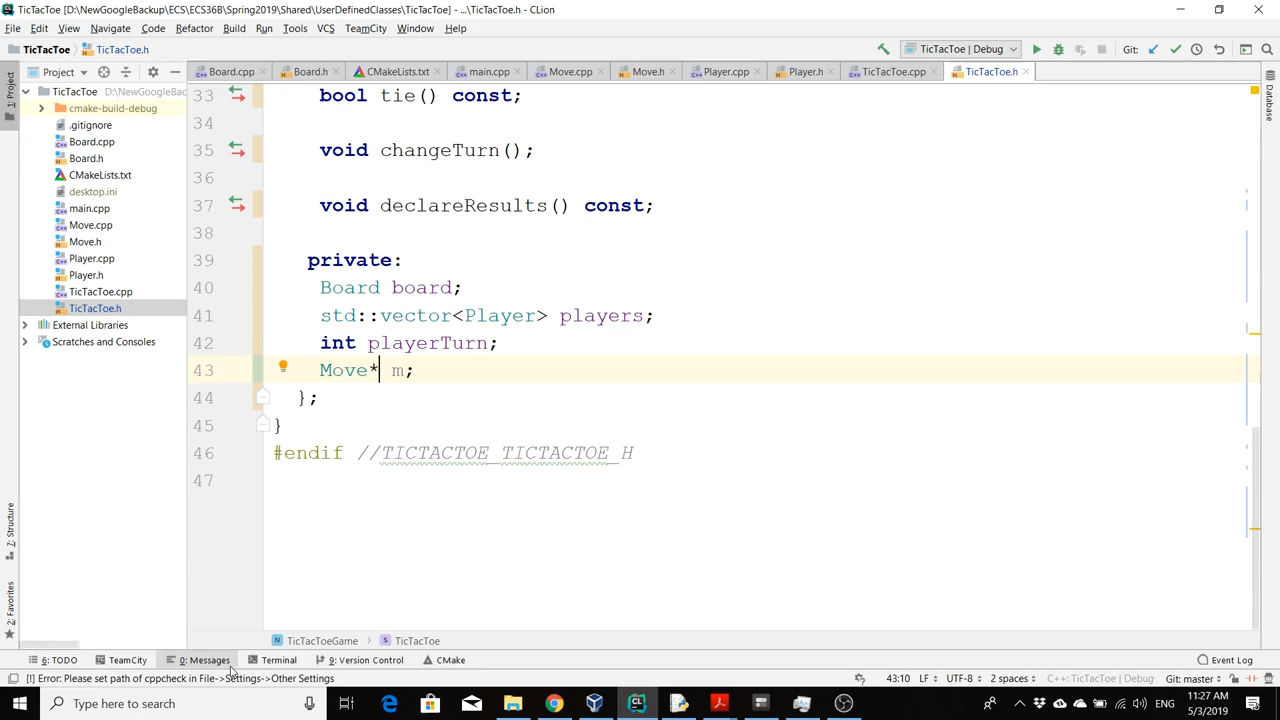 TicTacToe [D:\NewGoogleBackup\ECS\ECS36B\Spring2019\Shared\UserDefinedClasses\TicTacToe] - ...\TicTacToe.h - CLion
File Edit View Navigate Code Refactor Build Run Tools VCS TeamCity Window Help
TicTacToe TicTacToe.h TicTacToe | Debug Git:
Project Board.cpp Board.h CMakeLists.txt main.cpp Move.cpp Move.h Player.cpp Player.h TicTacToe.cpp TicTacToe.h
1: Project
7: Structure
2: Favorites
Database
TicTacToe D:\NewGoogleBac
cmake-build-debug
.gitignore
Board.cpp
Board.h
CMakeLists.txt
desktop.ini
main.cpp
Move.cpp
Move.h
Player.cpp
Player.h
TicTacToe.cpp
TicTacToe.h
External Libraries
Scratches and Consoles
33 bool tie() const;
34
35 void changeTurn();
36
37 void declareResults() const;
38
39 private:
40 Board board;
41 std::vector<Player> players;
42 int playerTurn;
43 Move* m;
44 };
45 }
46 #endif //TICTACTOE_TICTACTOE_H
47
TicTacToeGame > TicTacToe
6: TODO TeamCity 0: Messages Terminal 9: Version Control CMake Event Log
[!] Error: Please set path of cppcheck in File->Settings->Other Settings 43:10 LF UTF-8 2 spaces C++: TicTacToe | Debug Git: master
Type here to search ENG 11:27 AM 5/3/2019